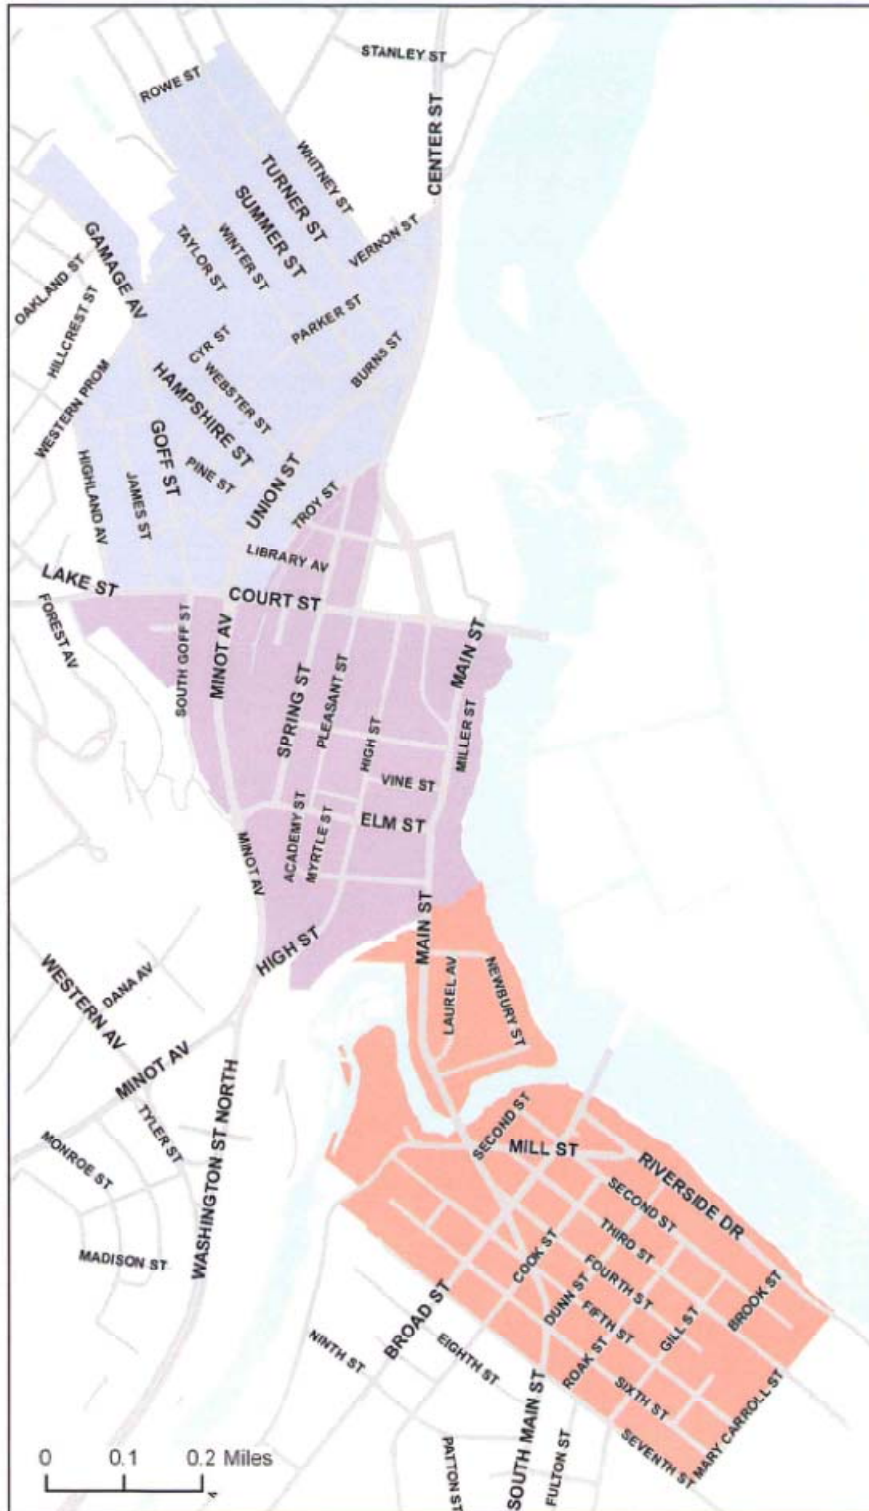 STANLEY ST
ROWE ST
CENTER ST
WHITNEY ST
TURNER ST
SUMMER ST
VERNON ST
WINTER ST
TAYLOR ST
GAMAGE AV
OAKLAND ST
HILLCREST ST
PARKER ST
CYR ST
BURNS ST
WEBSTER ST
WESTERN PROM
HAMPSHIRE ST
GOFF ST
PINE ST
UNION ST
HIGHLAND AV
JAMES ST
TROY ST
LIBRARY AV
LAKE ST
COURT ST
FOREST AV
SOUTH GOFF ST
MINOT AV
MAIN ST
SPRING ST
PLEASANT ST
HIGH ST
MILLER ST
VINE ST
ELM ST
ACADEMY ST
MYRTLE ST
MINOT AV
MAIN ST
HIGH ST
LAUREL AV
NEWBURY ST
WESTERN AV
DANA AV
MINOT AV
TYLER ST
MONROE ST
WASHINGTON ST NORTH
MADISON ST
SECOND ST
MILL ST
RIVERSIDE DR
SECOND ST
THIRD ST
COOK ST
FOURTH ST
DUNN ST
FIFTH ST
BROOK ST
GILL ST
BROAD ST
EIGHTH ST
NINTH ST
ROAK ST
SIXTH ST
MARY CARROLL ST
SEVENTH ST
SOUTH MAIN ST
FULTON ST
PATTON ST
0 0.1 0.2 Miles